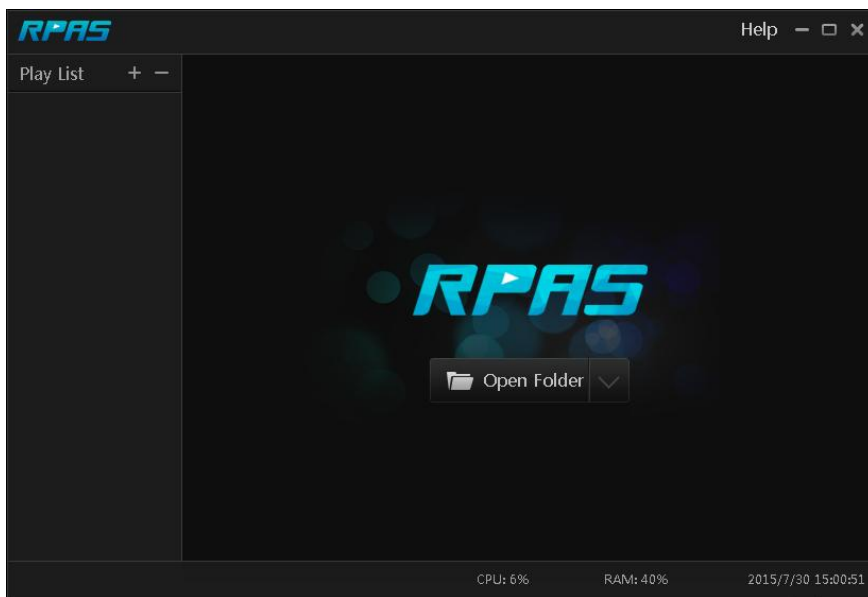 RPAS Help
Play List + −
RPAS
Open Folder
CPU: 6% RAM: 40% 2015/7/30 15:00:51